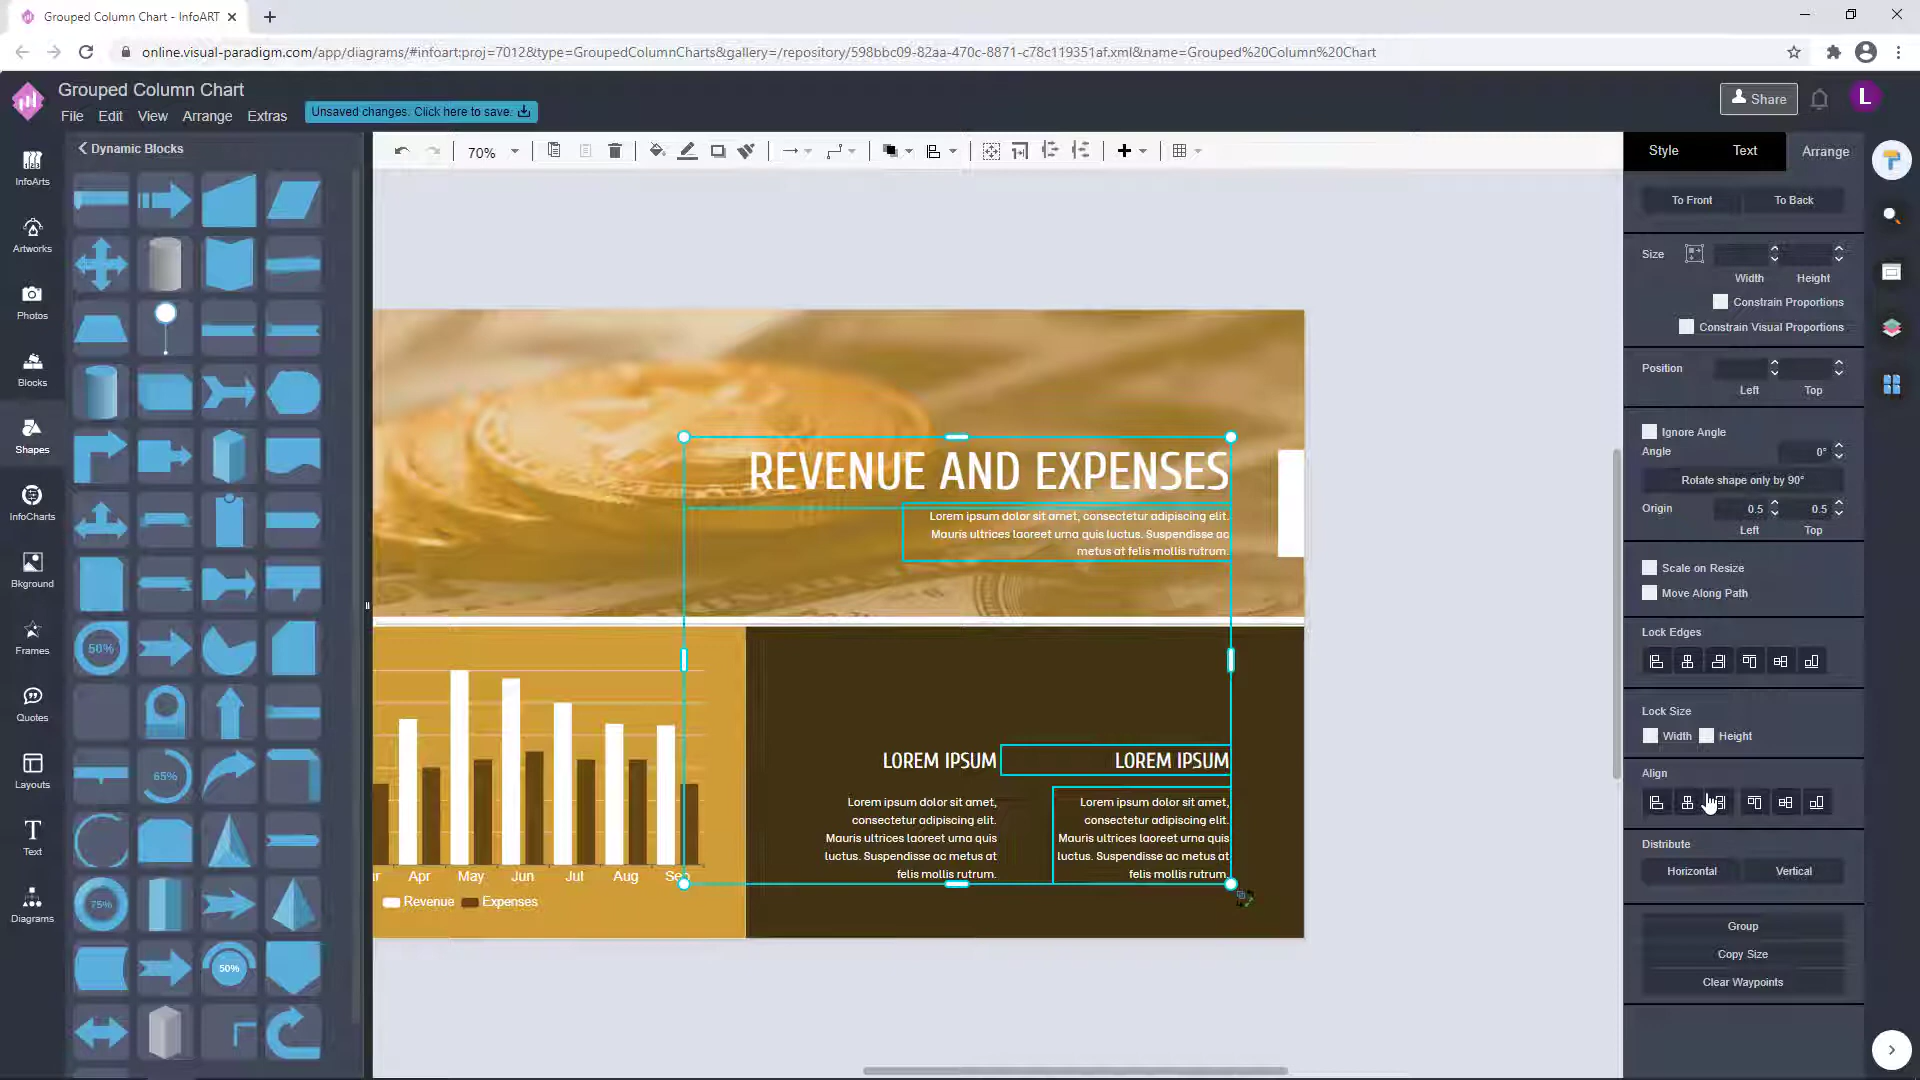 Grouped Column Chart - InfoART
online.visual-paradigm.com/app/diagrams/#infoart:proj=7012&type=GroupedColumnCharts&gallery=/repository/598bbc09-82aa-470c-8871-c78c119351af.xml&name=Grouped%20Column%20Chart
Grouped Column Chart
File Edit View Arrange Extras
Unsaved changes. Click here to save.
Share
L
Dynamic Blocks
InfoArts
Artworks
Photos
Blocks
Shapes
InfoCharts
Bkground
Frames
Quotes
Layouts
Text
Diagrams
50%
65%
75%
50%
70%
REVENUE AND EXPENSES
Lorem ipsum dolor sit amet, consectetur adipiscing elit.
Mauris ultrices laoreet urna quis luctus. Suspendisse ac
metus at felis mollis rutrum.
LOREM IPSUM
Lorem ipsum dolor sit amet,
consectetur adipiscing elit.
Mauris ultrices laoreet urna quis
luctus. Suspendisse ac metus at
felis mollis rutrum.
LOREM IPSUM
Lorem ipsum dolor sit amet,
consectetur adipiscing elit.
Mauris ultrices laoreet urna quis
luctus. Suspendisse ac metus at
felis mollis rutrum.
Apr May Jun Jul Aug Sep
Revenue Expenses
Style Text Arrange
To Front To Back
Size
Width Height
Constrain Proportions
Constrain Visual Proportions
Position
Left Top
Ignore Angle
Angle 0°
Rotate shape only by 90°
Origin 0.5 0.5
Left Top
Scale on Resize
Move Along Path
Lock Edges
Lock Size
Width Height
Align
Distribute
Horizontal Vertical
Group
Copy Size
Clear Waypoints